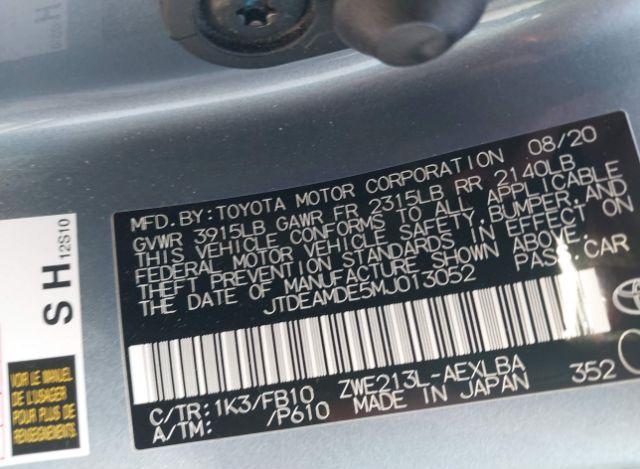 MFD. BY: TOYOTA MOTOR CORPORATION 08/20
GVWR 3915LB GAWR FR 2315LB RR 2140LB
THIS VEHICLE CONFORMS TO ALL APPLICABLE
FEDERAL MOTOR VEHICLE SAFETY, BUMPER, AND
THEFT PREVENTION STANDARDS IN EFFECT ON
THE DATE OF MANUFACTURE SHOWN ABOVE.
JTDEAMDE5MJ013052 PASS. CAR
C/TR: 1K3/FB10 ZWE213L-AEXLBA
A/TM: /P610 MADE IN JAPAN 352
SH
12S10
VOIR LE MANUEL
DE L'USAGER
POUR PLUS DE
RENSEIGNEMENTS